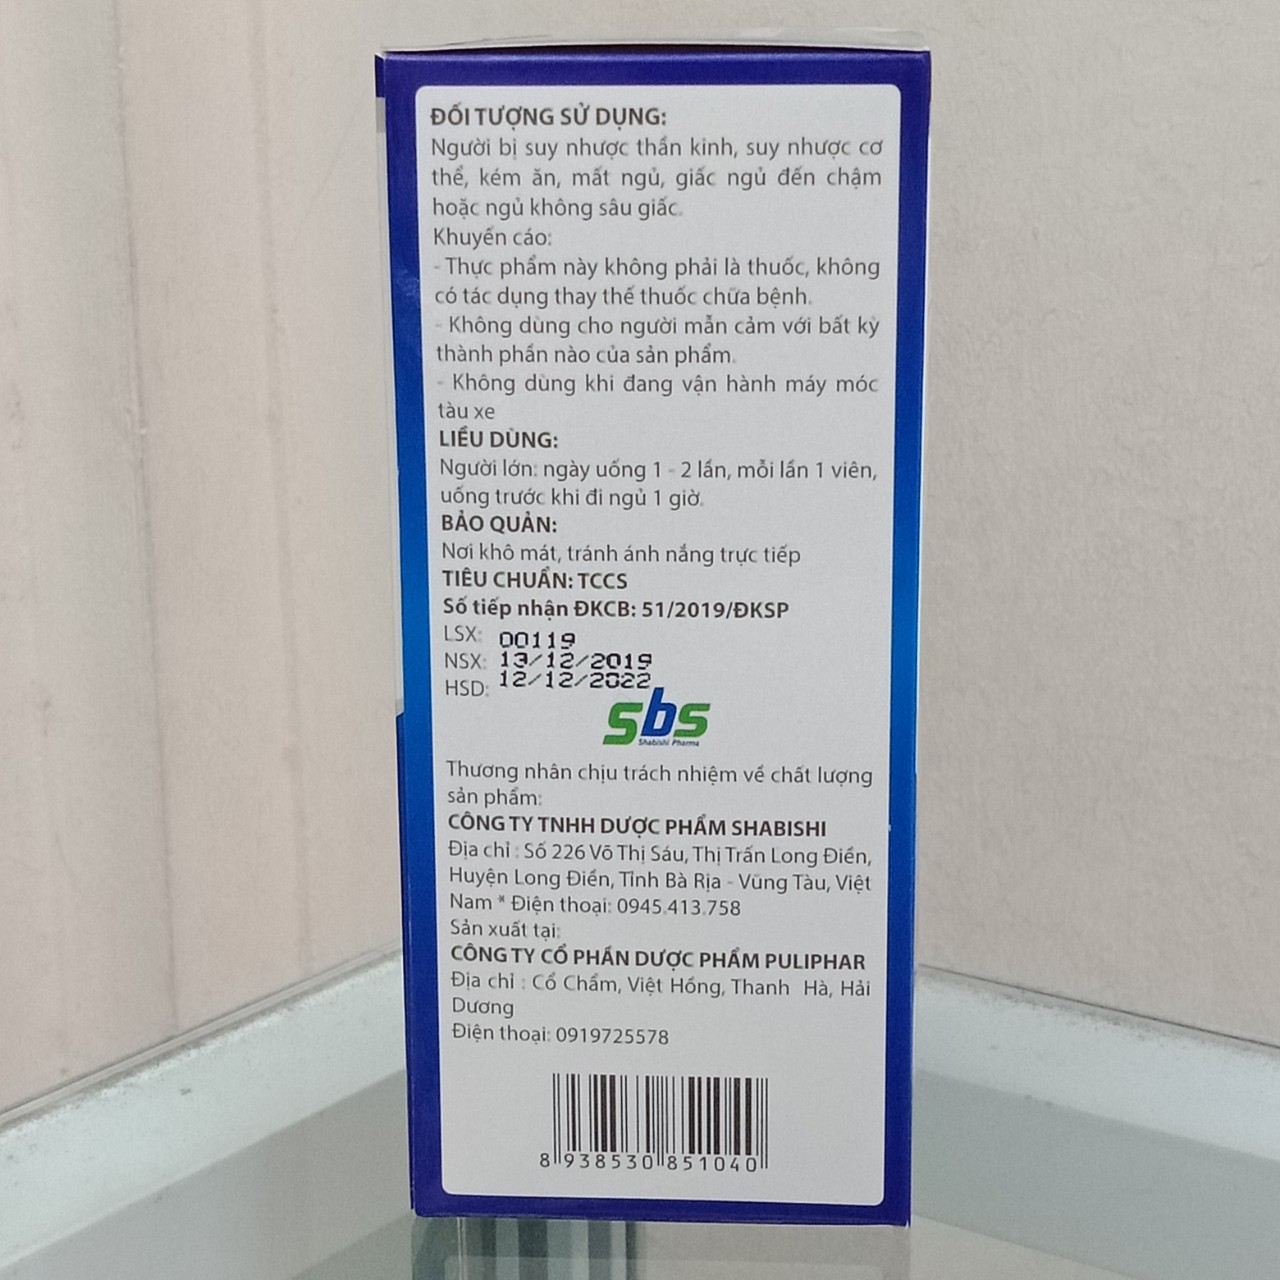 ĐỐI TƯỢNG SỬ DỤNG:
Người bị suy nhược thần kinh, suy nhược cơ
thể, kém ăn, mất ngủ, giấc ngủ đến chậm
hoặc ngủ không sâu giấc.
Khuyến cáo:
- Thực phẩm này không phải là thuốc, không
có tác dụng thay thế thuốc chữa bệnh.
- Không dùng cho người mẫn cảm với bất kỳ
thành phần nào của sản phẩm.
- Không dùng khi đang vận hành máy móc
tàu xe
LIỀU DÙNG:
Người lớn: ngày uống 1 - 2 lần, mỗi lần 1 viên,
uống trước khi đi ngủ 1 giờ.
BẢO QUẢN:
Nơi khô mát, tránh ánh nắng trực tiếp
TIÊU CHUẨN: TCCS
Số tiếp nhận ĐKCB: 51/2019/ĐKSP
LSX: 00119
NSX: 13/12/2019
HSD: 12/12/2022
sbs
Shabishi Pharma
Thương nhân chịu trách nhiệm về chất lượng
sản phẩm:
CÔNG TY TNHH DƯỢC PHẨM SHABISHI
Địa chỉ : Số 226 Võ Thị Sáu, Thị Trấn Long Điền,
Huyện Long Điền, Tỉnh Bà Rịa - Vũng Tàu, Việt
Nam * Điện thoại: 0945.413.758
Sản xuất tại:
CÔNG TY CỔ PHẦN DƯỢC PHẨM PULIPHAR
Địa chỉ : Cổ Chẩm, Việt Hồng, Thanh Hà, Hải
Dương
Điện thoại: 0919725578
8 938530 851040